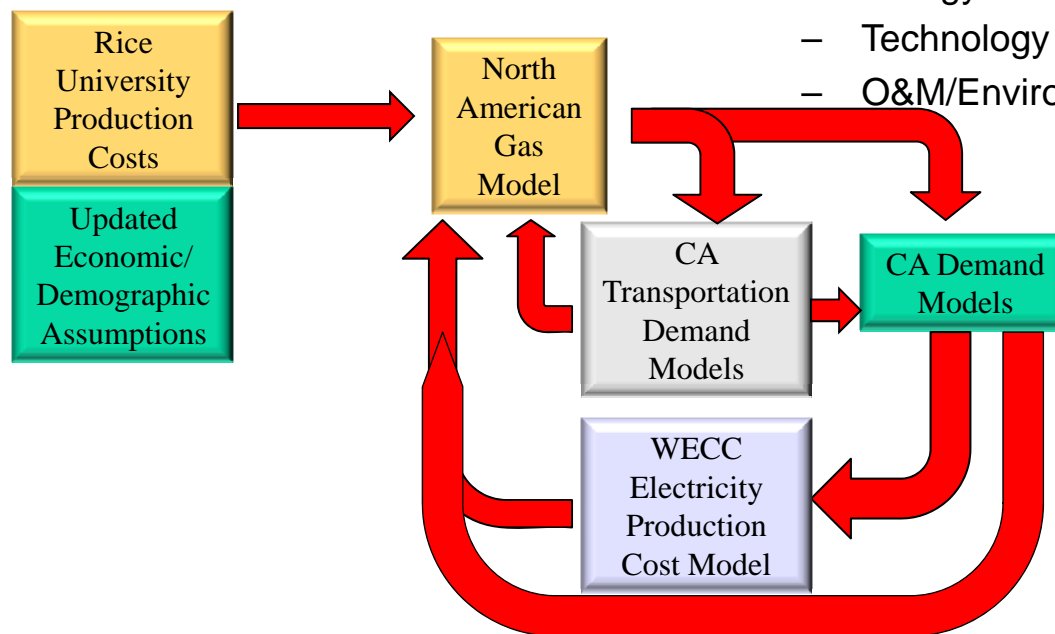 – Technology
– O&M/Enviro
Rice
University
Production
Costs
North
American
Gas
Model
Updated
Economic/
Demographic
Assumptions
CA
Transportation
Demand
Models
CA Demand
Models
WECC
Electricity
Production
Cost Model